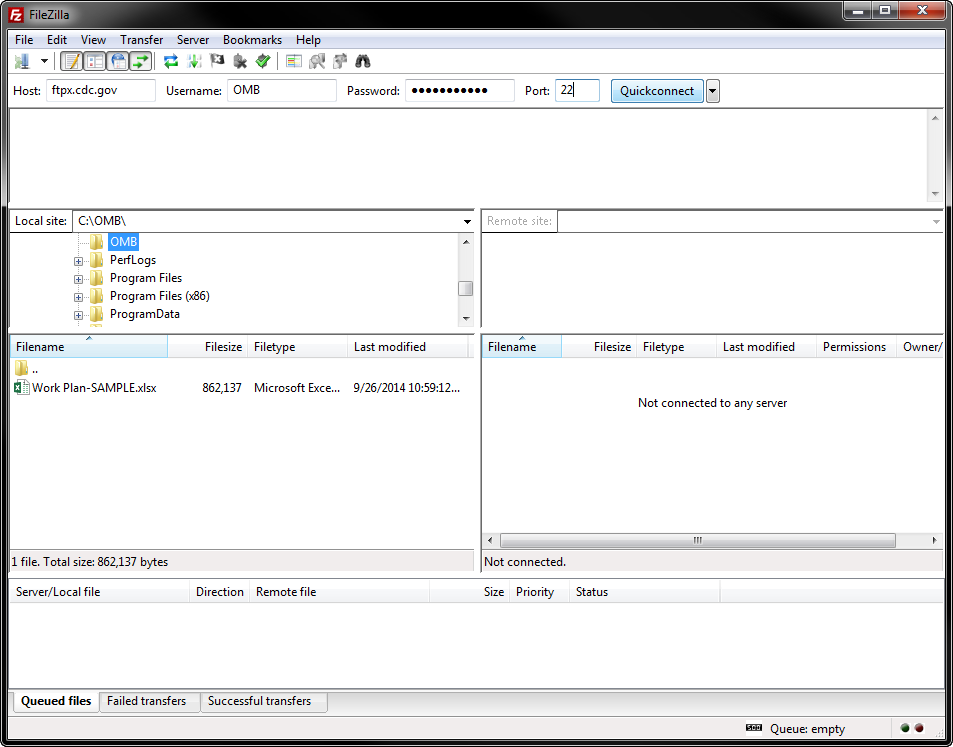 FileZilla
File Edit View Transfer Server Bookmarks Help
Host: ftpx.cdc.gov Username: OMB Password: ●●●●●●●●●●● Port: 22 Quickconnect
Local site: C:\OMB\
OMB
PerfLogs
Program Files
Program Files (x86)
ProgramData
Remote site:
Filename Filesize Filetype Last modified
..
Work Plan-SAMPLE.xlsx 862,137 Microsoft Exce... 9/26/2014 10:59:12...
1 file. Total size: 862,137 bytes
Filename Filesize Filetype Last modified Permissions Owner/
Not connected to any server
Not connected.
Server/Local file Direction Remote file Size Priority Status
Queued files Failed transfers Successful transfers
Queue: empty